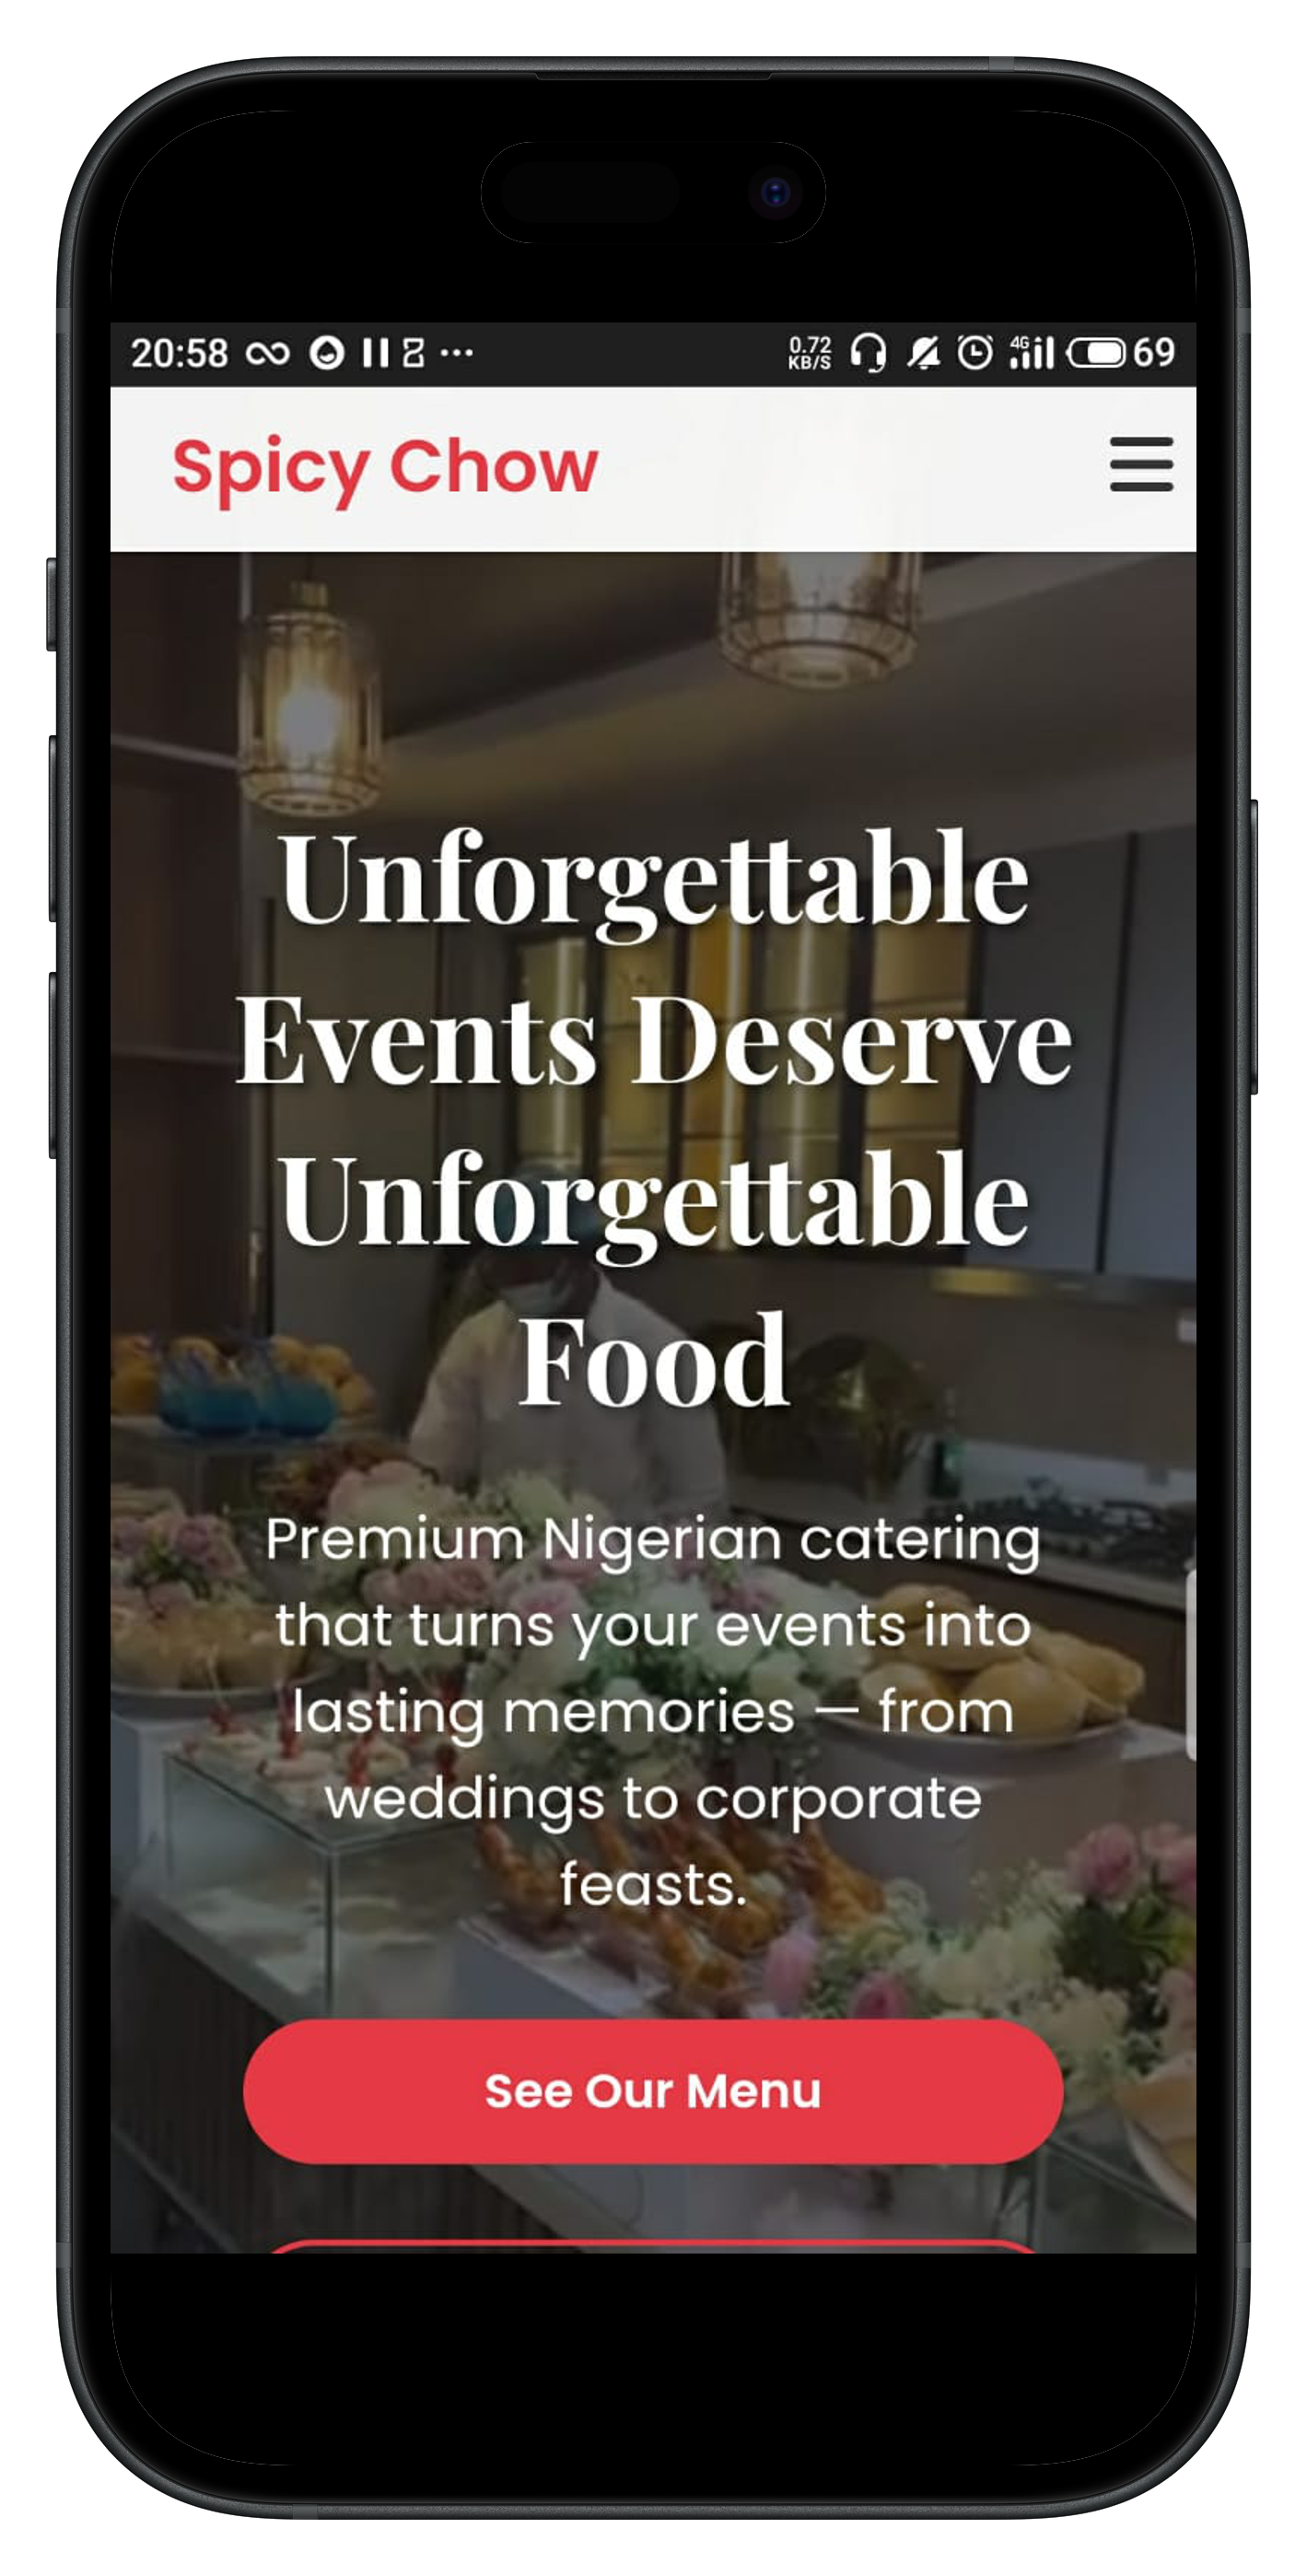 20:58 0.72 KB/S 4G 69
Spicy Chow
Unforgettable
Events Deserve
Unforgettable
Food
Premium Nigerian catering
that turns your events into
lasting memories — from
weddings to corporate
feasts.
See Our Menu